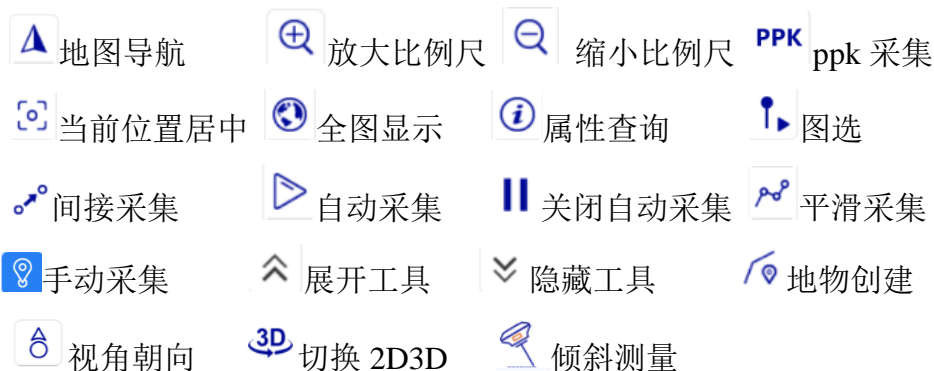 地图导航 放大比例尺 缩小比例尺 PPK ppk 采集
当前位置居中 全图显示 属性查询 图选
间接采集 自动采集 关闭自动采集 平滑采集
手动采集 展开工具 隐藏工具 地物创建
视角朝向 3D 切换 2D3D 倾斜测量